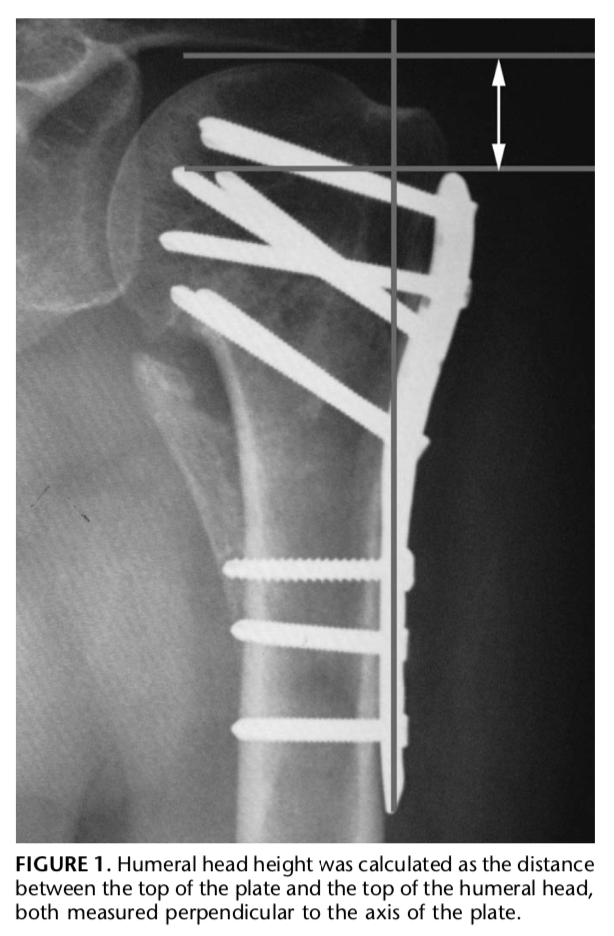 FIGURE 1. Humeral head height was calculated as the distance
between the top of the plate and the top of the humeral head,
both measured perpendicular to the axis of the plate.